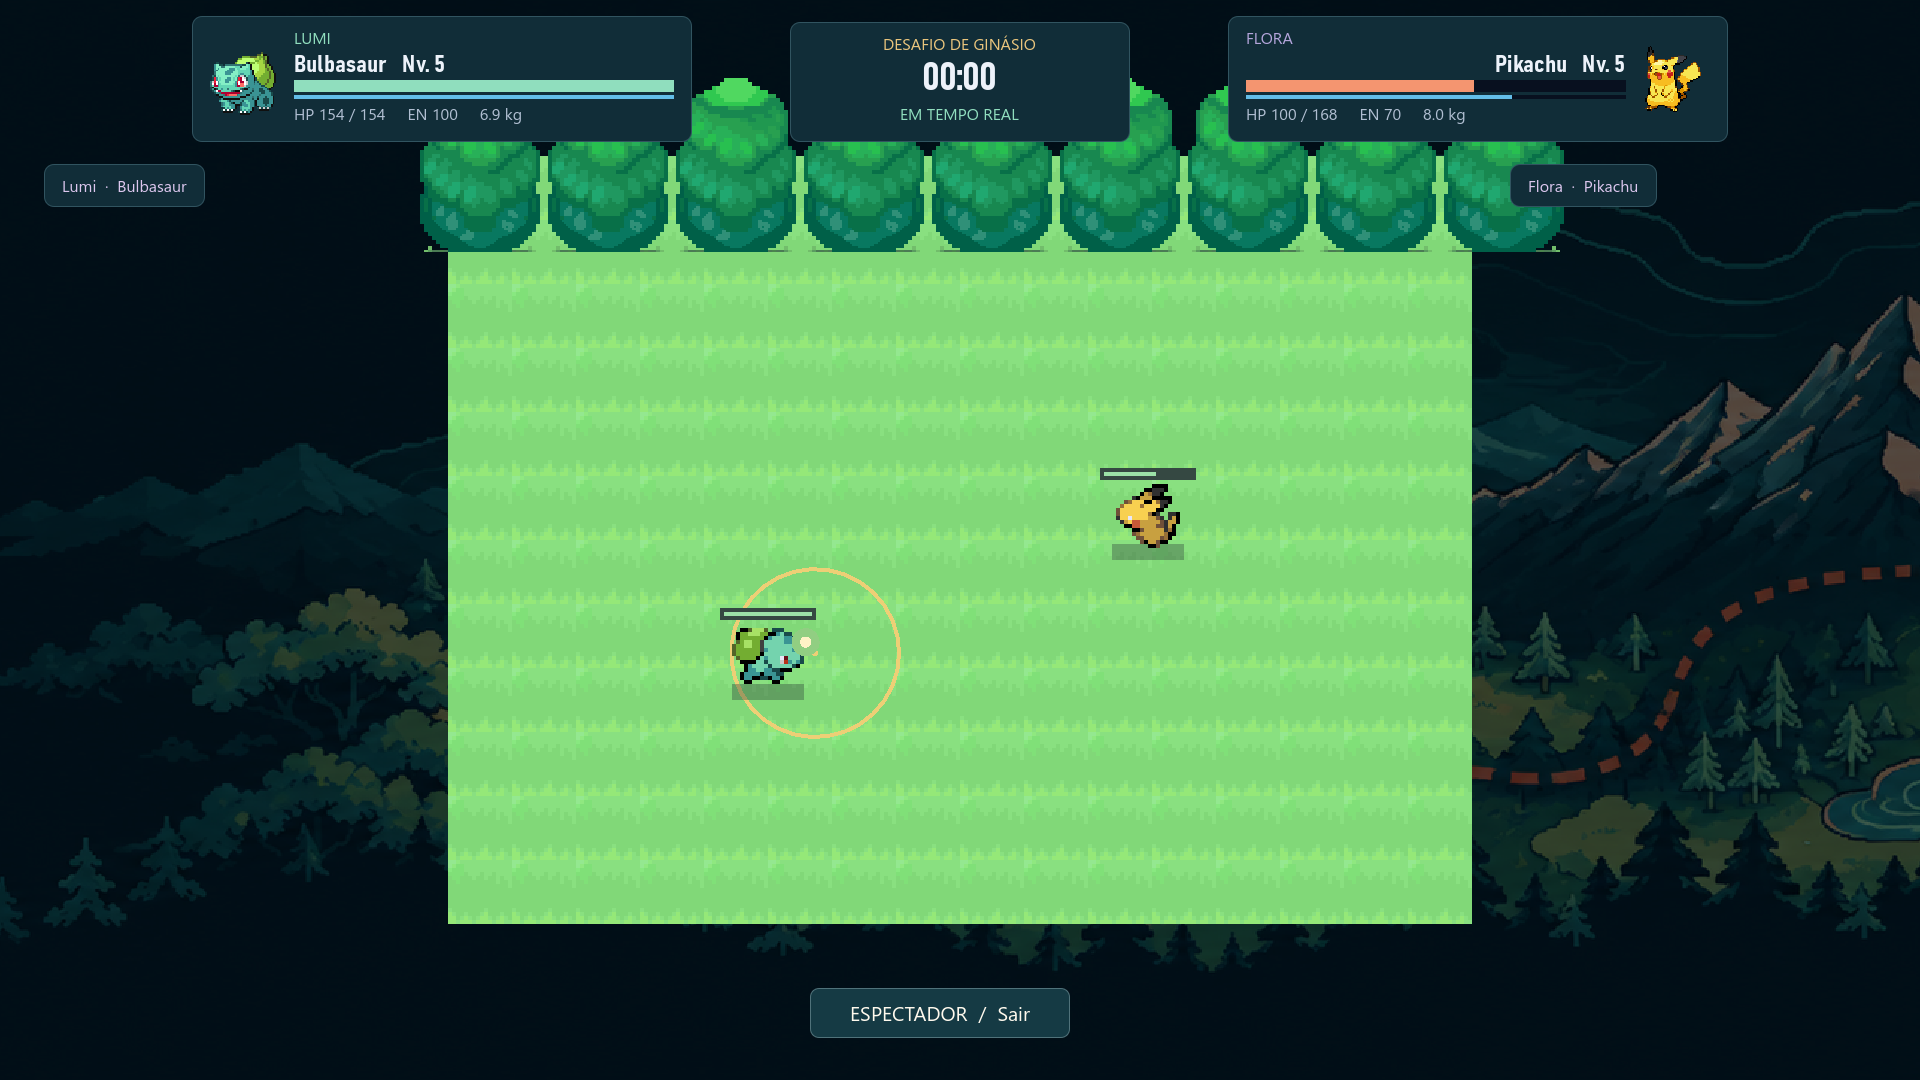 LUMI
Bulbasaur Nv. 5
HP 154 / 154 EN 100 6.9 kg
DESAFIO DE GINÁSIO
00:00
EM TEMPO REAL
FLORA
Pikachu Nv. 5
HP 100 / 168 EN 70 8.0 kg
Lumi · Bulbasaur
Flora · Pikachu
ESPECTADOR / Sair